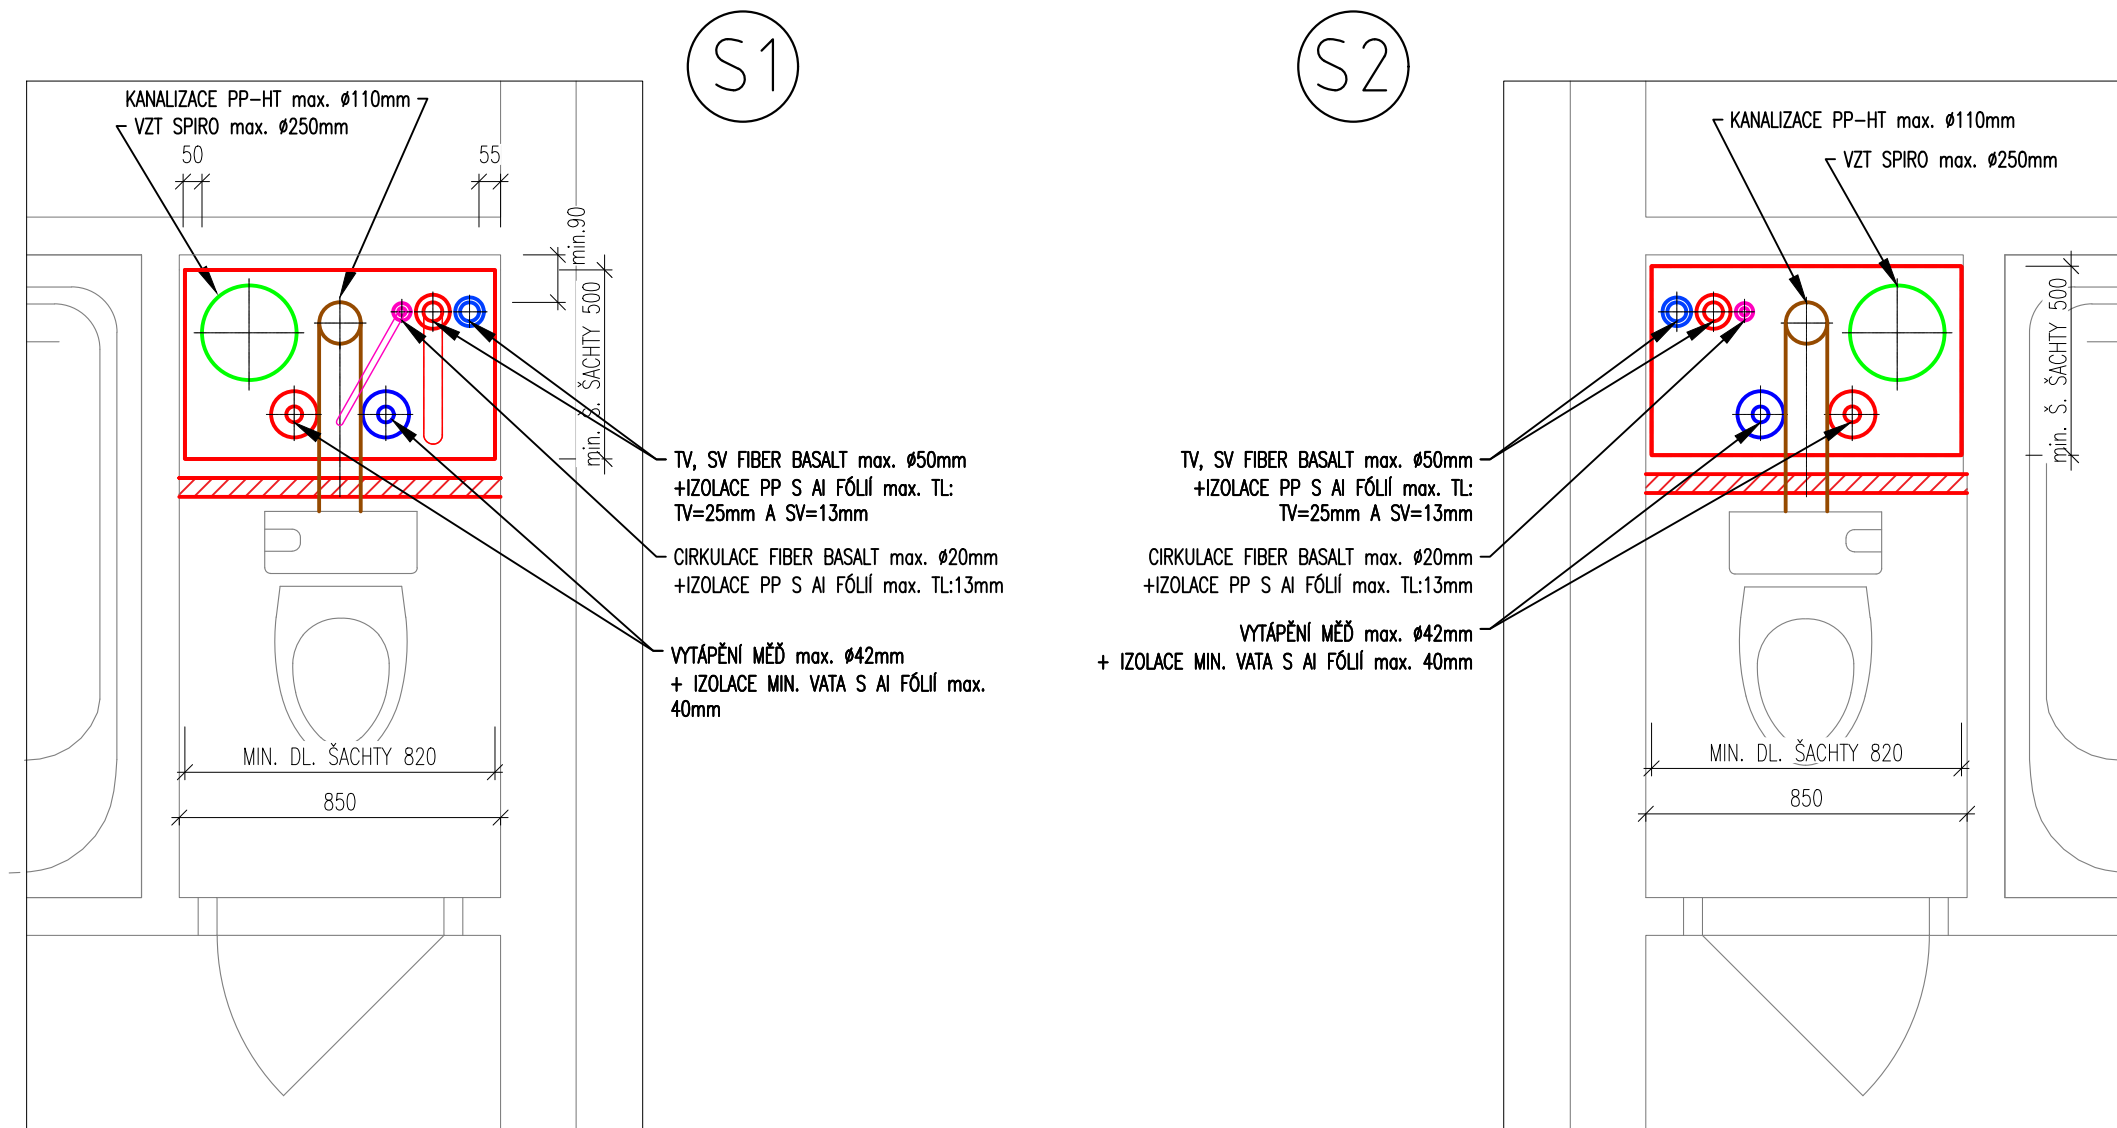 S1
KANALIZACE PP-HT max. ø110mm
VZT SPIRO max. ø250mm
50
55
min.90
min. Š. ŠACHTY 500
TV, SV FIBER BASALT max. ø50mm
+IZOLACE PP S Al FÓLIÍ max. TL:
TV=25mm A SV=13mm
CIRKULACE FIBER BASALT max. ø20mm
+IZOLACE PP S Al FÓLIÍ max. TL:13mm
VYTÁPĚNÍ MĚĎ max. ø42mm
+ IZOLACE MIN. VATA S Al FÓLIÍ max.
40mm
MIN. DL. ŠACHTY 820
850
S2
KANALIZACE PP-HT max. ø110mm
VZT SPIRO max. ø250mm
min. Š. ŠACHTY 500
TV, SV FIBER BASALT max. ø50mm
+IZOLACE PP S Al FÓLIÍ max. TL:
TV=25mm A SV=13mm
CIRKULACE FIBER BASALT max. ø20mm
+IZOLACE PP S Al FÓLIÍ max. TL:13mm
VYTÁPĚNÍ MĚĎ max. ø42mm
+ IZOLACE MIN. VATA S Al FÓLIÍ max. 40mm
MIN. DL. ŠACHTY 820
850